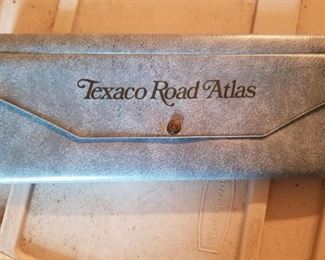 Texaco Road Atlas